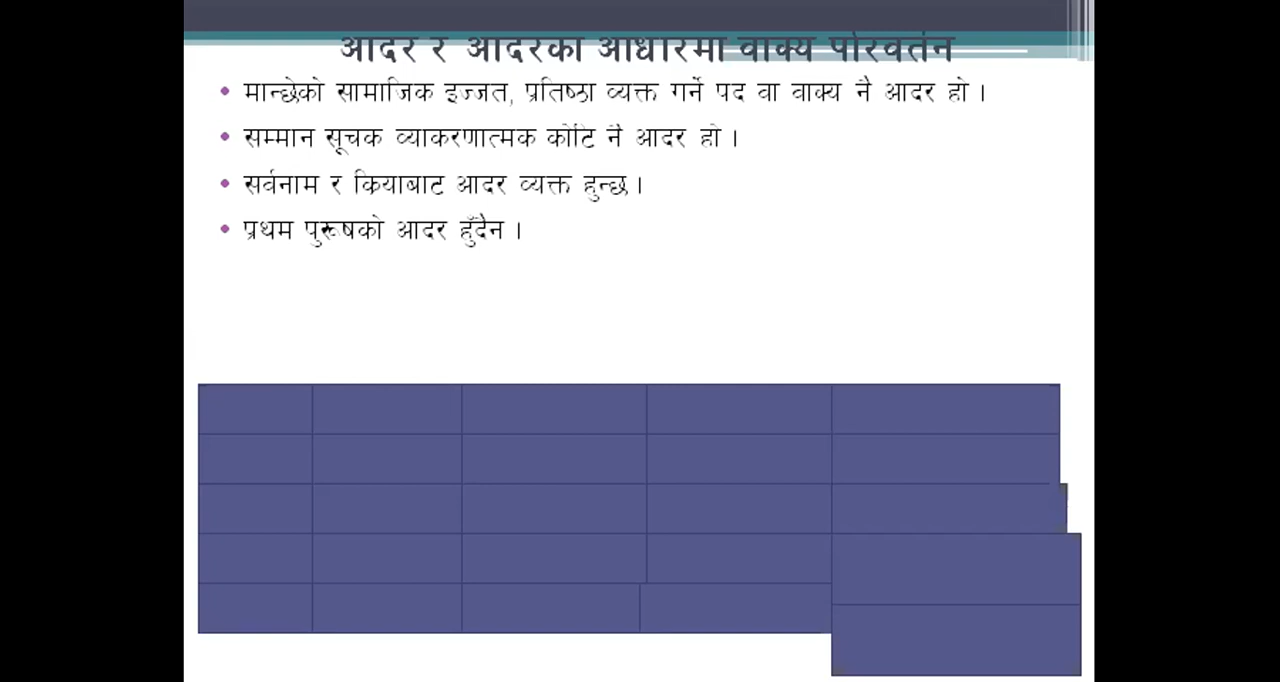 आदर र आदरका आधारमा वाक्य परिवर्तन
मान्छेको सामाजिक इज्जत, प्रतिष्ठा व्यक्त गर्ने पद वा वाक्य नै आदर हो ।
सम्मान सूचक व्याकरणात्मक कोटि नै आदर हो ।
सर्वनाम र क्रियाबाट आदर व्यक्त हुन्छ ।
प्रथम पुरूषको आदर हुँदैन ।